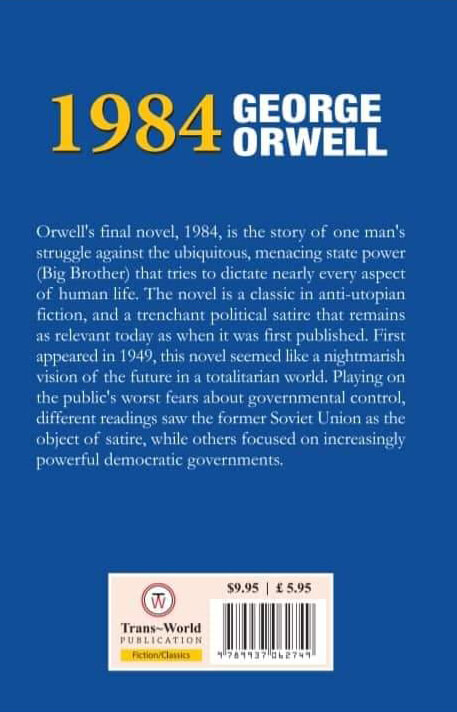 1984 GEORGE
ORWELL
Orwell's final novel, 1984, is the story of one man's
struggle against the ubiquitous, menacing state power
(Big Brother) that tries to dictate nearly every aspect
of human life. The novel is a classic in anti-utopian
fiction, and a trenchant political satire that remains
as relevant today as when it was first published. First
appeared in 1949, this novel seemed like a nightmarish
vision of the future in a totalitarian world. Playing on
the public's worst fears about governmental control,
different readings saw the former Soviet Union as the
object of satire, while others focused on increasingly
powerful democratic governments.
TW
Trans~World
PUBLICATION
Fiction/Classics
$9.95 | £ 5.95
9789937062749